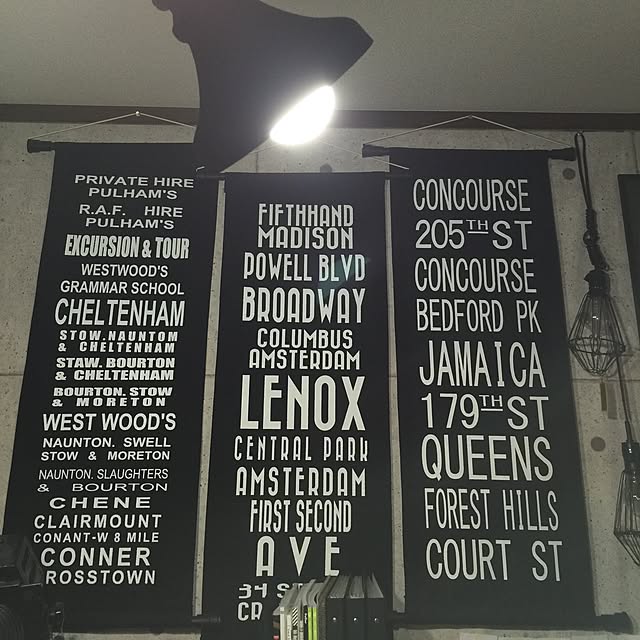 PRIVATE HIRE
PULHAM'S
R.A.F. HIRE
PULHAM'S
EXCURSION & TOUR
WESTWOOD'S
GRAMMAR SCHOOL
CHELTENHAM
STOW.NAUNTOM
& CHELTENHAM
STAW. BOURTON
& CHELTENHAM
BOURTON. STOW
& MORETON
WEST WOOD'S
NAUNTON. SWELL
STOW & MORETON
NAUNTON. SLAUGHTERS
& BOURTON
CHENE
CLAIRMOUNT
CONANT-W 8 MILE
CONNER
ROSSTOWN
FIFTHHAND
MADISON
POWELL BLVD
BROADWAY
COLUMBUS
AMSTERDAM
LENOX
CENTRAL PARK
AMSTERDAM
FIRST SECOND
AVE
34 ST
CR
CONCOURSE
205TH ST
CONCOURSE
BEDFORD PK
JAMAICA
179TH ST
QUEENS
FOREST HILLS
COURT ST